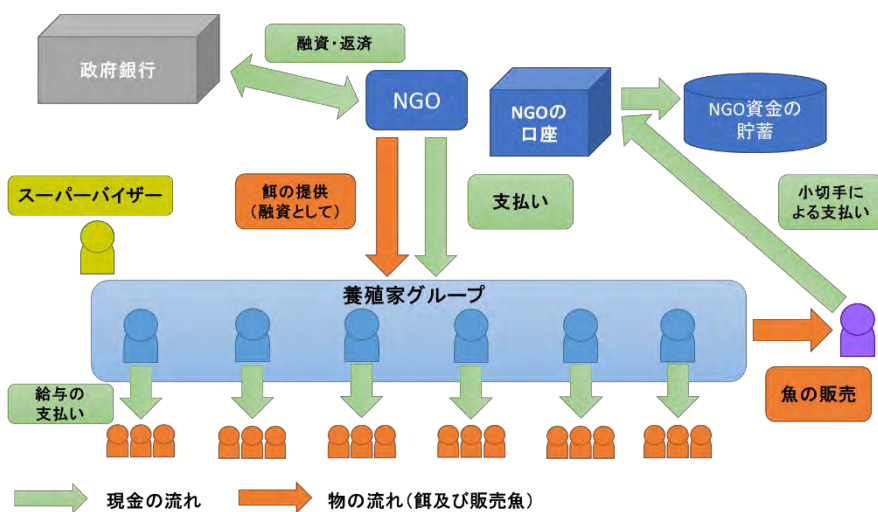 融資・返済
政府銀行
NGO
NGOの
口座
NGO資金の
貯蓄
スーパーバイザー
餌の提供
(融資として)
支払い
小切手に
よる支払い
養殖家グループ
給与の
支払い
魚の販売
現金の流れ
物の流れ(餌及び販売魚)